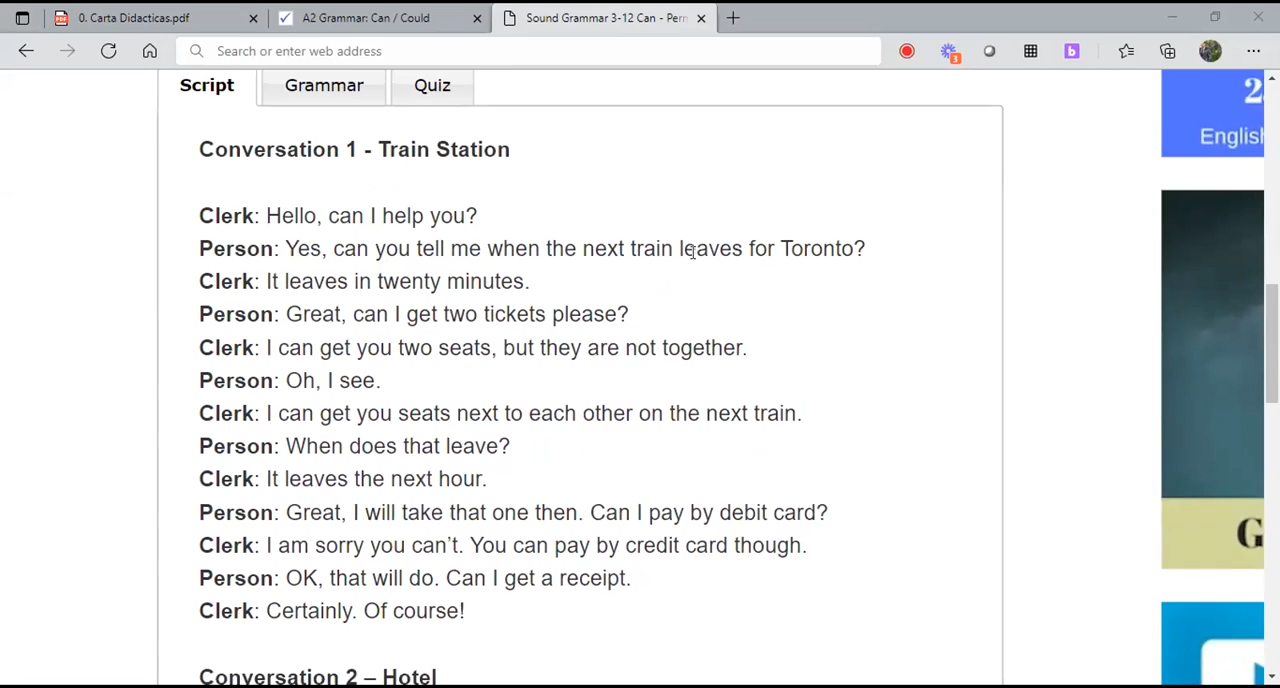 0. Carta Didacticas.pdf
A2 Grammar: Can / Could
Sound Grammar 3-12 Can - Perm
Search or enter web address
3
b
Script
Grammar
Quiz
Conversation 1 - Train Station
Clerk: Hello, can I help you?
Person: Yes, can you tell me when the next train leaves for Toronto?
Clerk: It leaves in twenty minutes.
Person: Great, can I get two tickets please?
Clerk: I can get you two seats, but they are not together.
Person: Oh, I see.
Clerk: I can get you seats next to each other on the next train.
Person: When does that leave?
Clerk: It leaves the next hour.
Person: Great, I will take that one then. Can I pay by debit card?
Clerk: I am sorry you can’t. You can pay by credit card though.
Person: OK, that will do. Can I get a receipt.
Clerk: Certainly. Of course!
Conversation 2 – Hotel
2
English
G